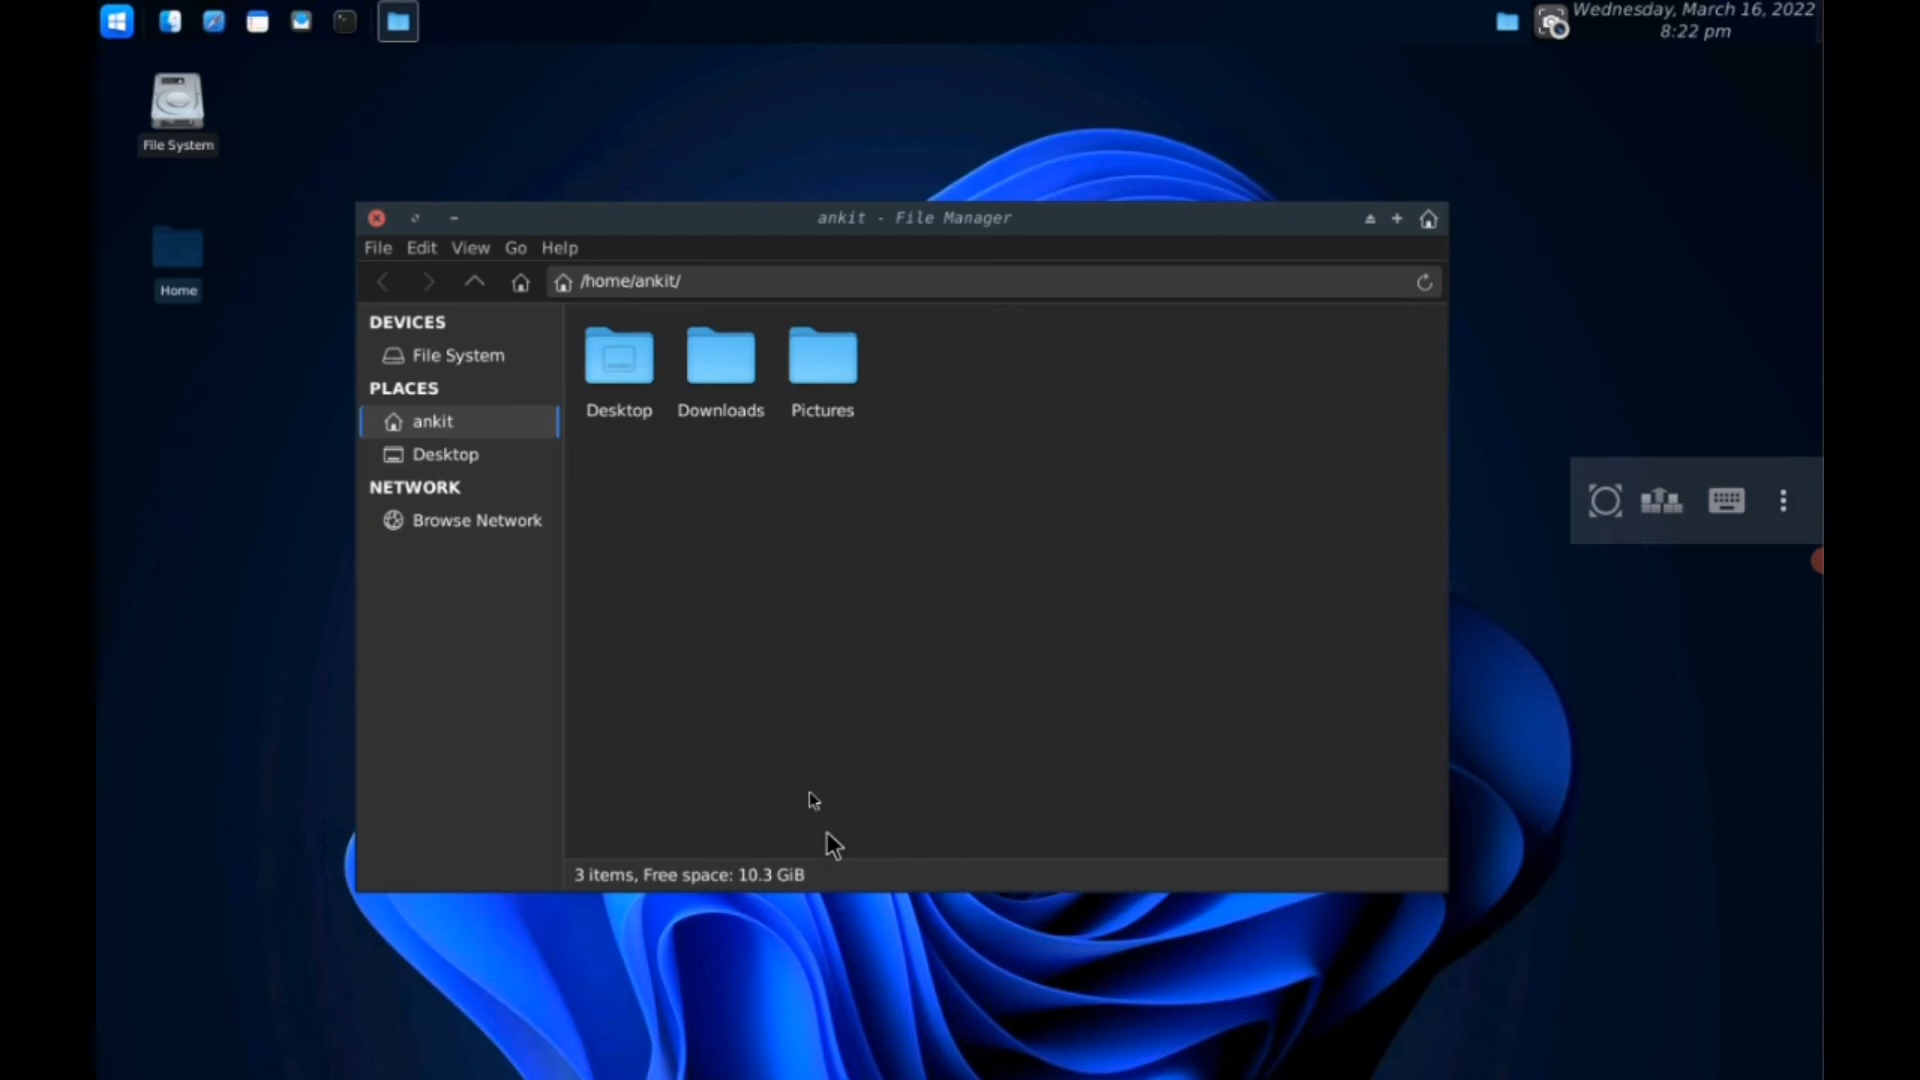 Wednesday, March 16, 2022
8:22 pm
File System
Home
ankit - File Manager
File Edit View Go Help
/home/ankit/
DEVICES
File System
PLACES
ankit
Desktop
NETWORK
Browse Network
Desktop Downloads Pictures
3 items, Free space: 10.3 GiB